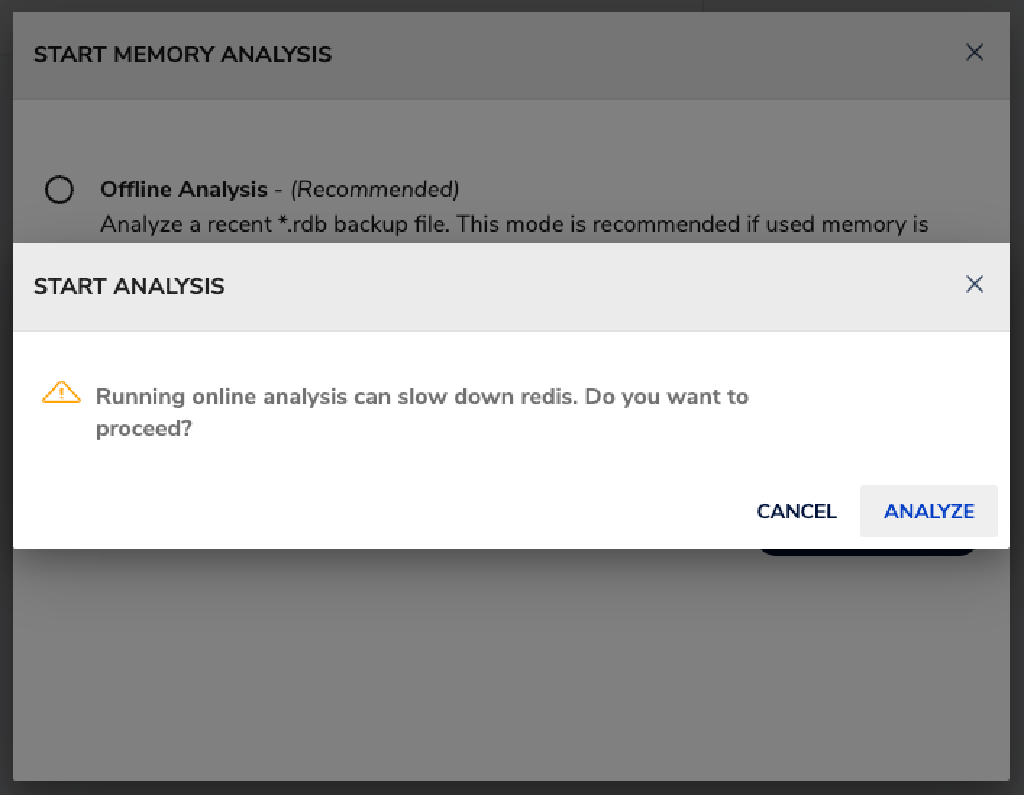 START MEMORY ANALYSIS
Offline Analysis - (Recommended)
Analyze a recent *.rdb backup file. This mode is recommended if used memory is
START ANALYSIS
Running online analysis can slow down redis. Do you want to
proceed?
CANCEL ANALYZE